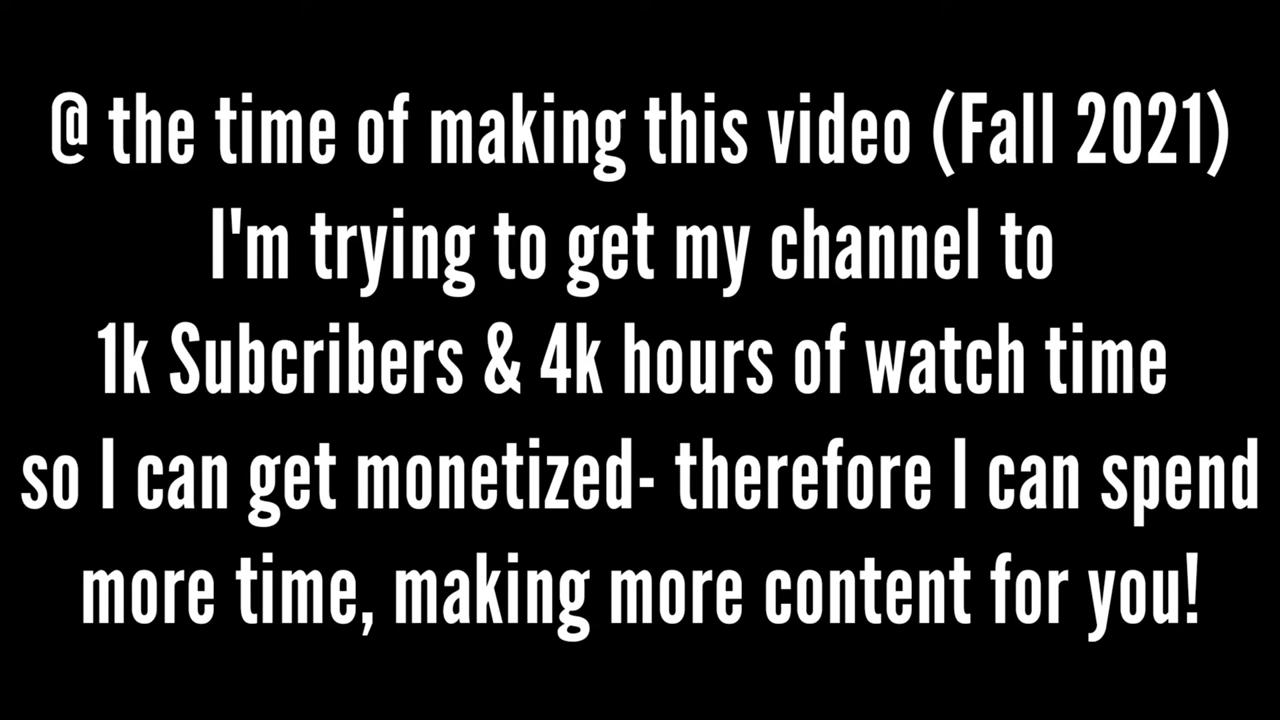 @ the time of making this video (Fall 2021)
I'm trying to get my channel to
1k Subcribers & 4k hours of watch time
so I can get monetized- therefore I can spend
more time, making more content for you!